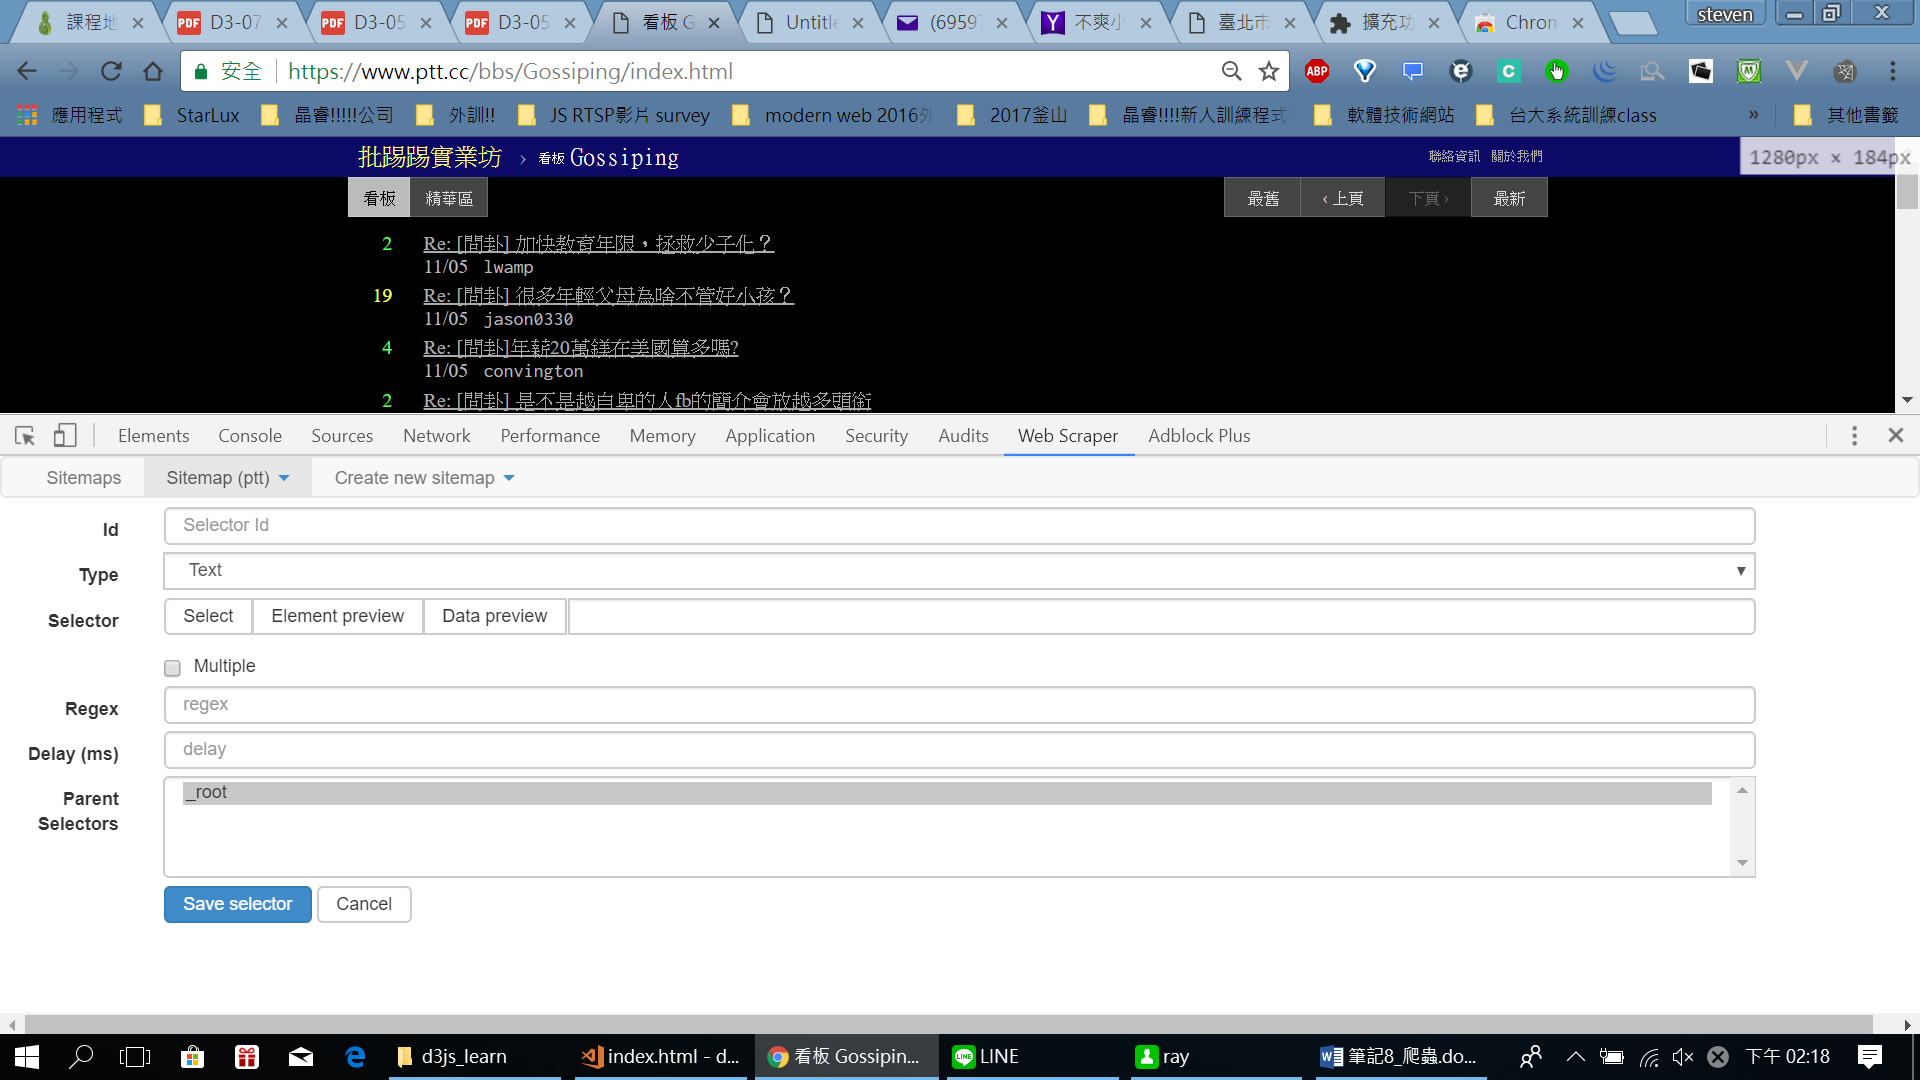 課程地 D3-07 D3-05 D3-05 看板 G Untitle (6959 不爽小 臺北市 擴充功 Chrom steven
安全 https://www.ptt.cc/bbs/Gossiping/index.html
應用程式 StarLux 晶睿!!!!!公司 外訓!! JS RTSP影片 survey modern web 2016外 2017釜山 晶睿!!!!新人訓練程式 軟體技術網站 台大系統訓練class » 其他書籤
批踢踢實業坊 › 看板 Gossiping 聯絡資訊 關於我們 1280px × 184px
看板 精華區 最舊 ‹ 上頁 下頁 › 最新
2 Re: [問卦] 加快教育年限，拯救少子化？
11/05 lwamp
19 Re: [問卦] 很多年輕父母為啥不管好小孩？
11/05 jason0330
4 Re: [問卦]年薪20萬鎂在美國算多嗎?
11/05 convington
2 Re: [問卦] 是不是越自卑的人fb的簡介會放越多頭銜
Elements Console Sources Network Performance Memory Application Security Audits Web Scraper Adblock Plus
Sitemaps Sitemap (ptt) Create new sitemap
Id Selector Id
Type Text
Selector Select Element preview Data preview
Multiple
Regex regex
Delay (ms) delay
Parent Selectors _root
Save selector Cancel
d3js_learn index.html - d... 看板 Gossipin... LINE ray 筆記8_爬蟲.do... 下午 02:18